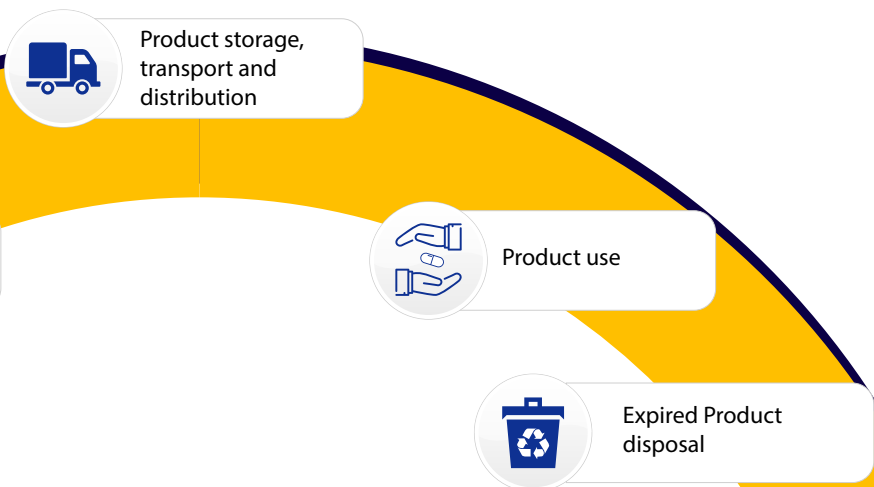 Product storage,
transport and
distribution
Product use
Expired Product
disposal